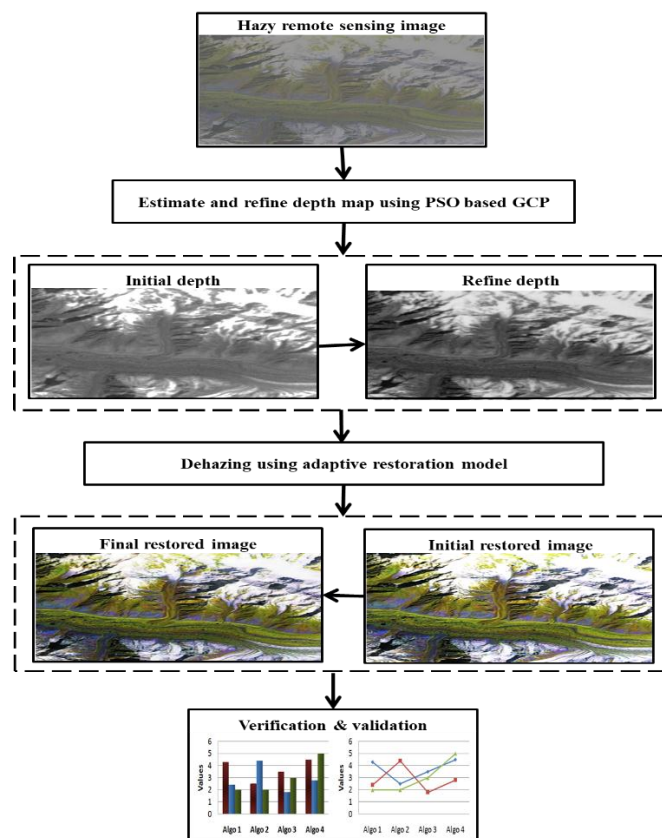 Hazy remote sensing image
Estimate and refine depth map using PSO based GCP
Initial depth
Refine depth
Dehazing using adaptive restoration model
Final restored image
Initial restored image
Verification & validation
Values
6
5
4
3
2
1
0
Algo 1 Algo 2 Algo 3 Algo 4
Values
6
5
4
3
2
1
0
Algo 1 Algo 2 Algo 3 Algo 4